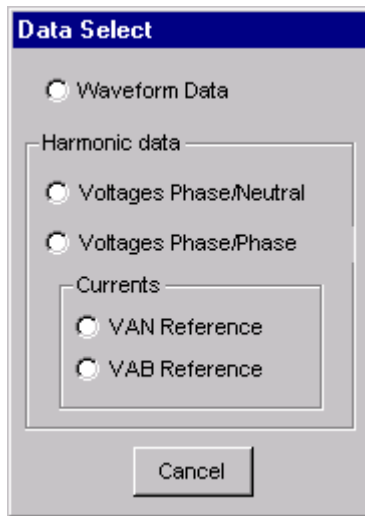 Data Select
Waveform Data
Harmonic data
Voltages Phase/Neutral
Voltages Phase/Phase
Currents
VAN Reference
VAB Reference
Cancel